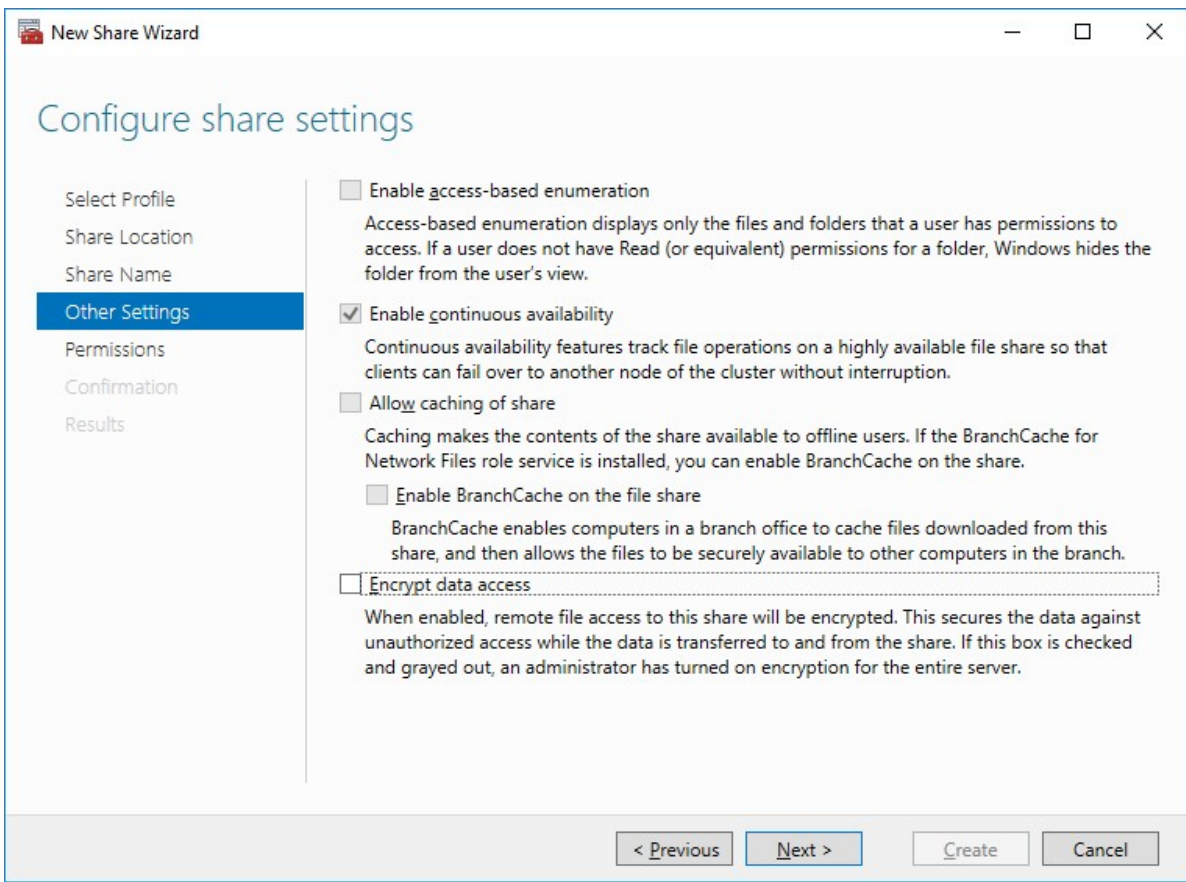 New Share Wizard
Configure share settings
Select Profile
Share Location
Share Name
Other Settings
Permissions
Confirmation
Results
Enable access-based enumeration
Access-based enumeration displays only the files and folders that a user has permissions to
access. If a user does not have Read (or equivalent) permissions for a folder, Windows hides the
folder from the user's view.
Enable continuous availability
Continuous availability features track file operations on a highly available file share so that
clients can fail over to another node of the cluster without interruption.
Allow caching of share
Caching makes the contents of the share available to offline users. If the BranchCache for
Network Files role service is installed, you can enable BranchCache on the share.
Enable BranchCache on the file share
BranchCache enables computers in a branch office to cache files downloaded from this
share, and then allows the files to be securely available to other computers in the branch.
Encrypt data access
When enabled, remote file access to this share will be encrypted. This secures the data against
unauthorized access while the data is transferred to and from the share. If this box is checked
and grayed out, an administrator has turned on encryption for the entire server.
< Previous
Next >
Create
Cancel